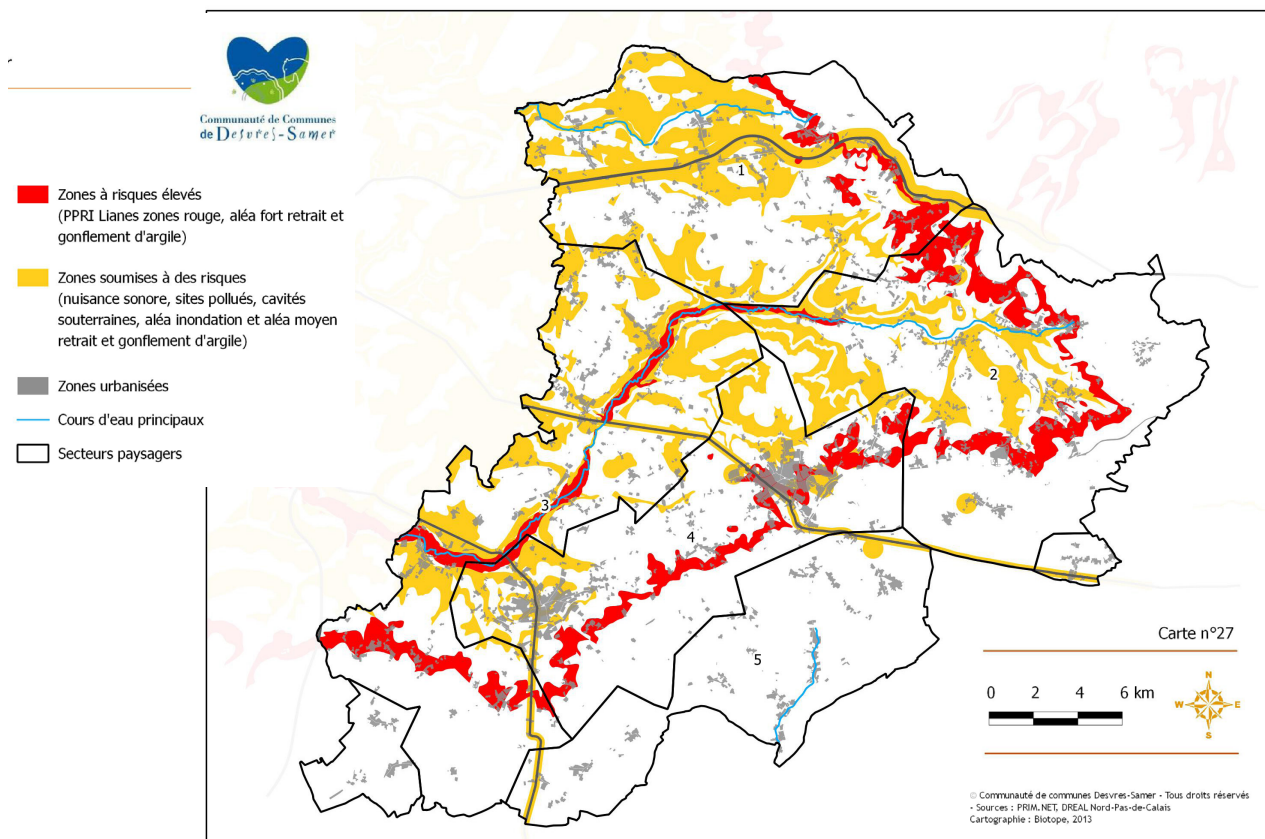 Communauté de Communes
de Desvres-Samer
Zones à risques élevés
(PPRI Lianes zones rouge, aléa fort retrait et
gonflement d'argile)
Zones soumises à des risques
(nuisance sonore, sites pollués, cavités
souterraines, aléa inondation et aléa moyen
retrait et gonflement d'argile)
Zones urbanisées
Cours d'eau principaux
Secteurs paysagers
1
2
3
4
5
Carte n°27
0 2 4 6 km
N
W E
S
© Communauté de communes Desvres-Samer - Tous droits réservés
- Sources : PRIM.NET, DREAL Nord-Pas-de-Calais
Cartographie : Biotope, 2013